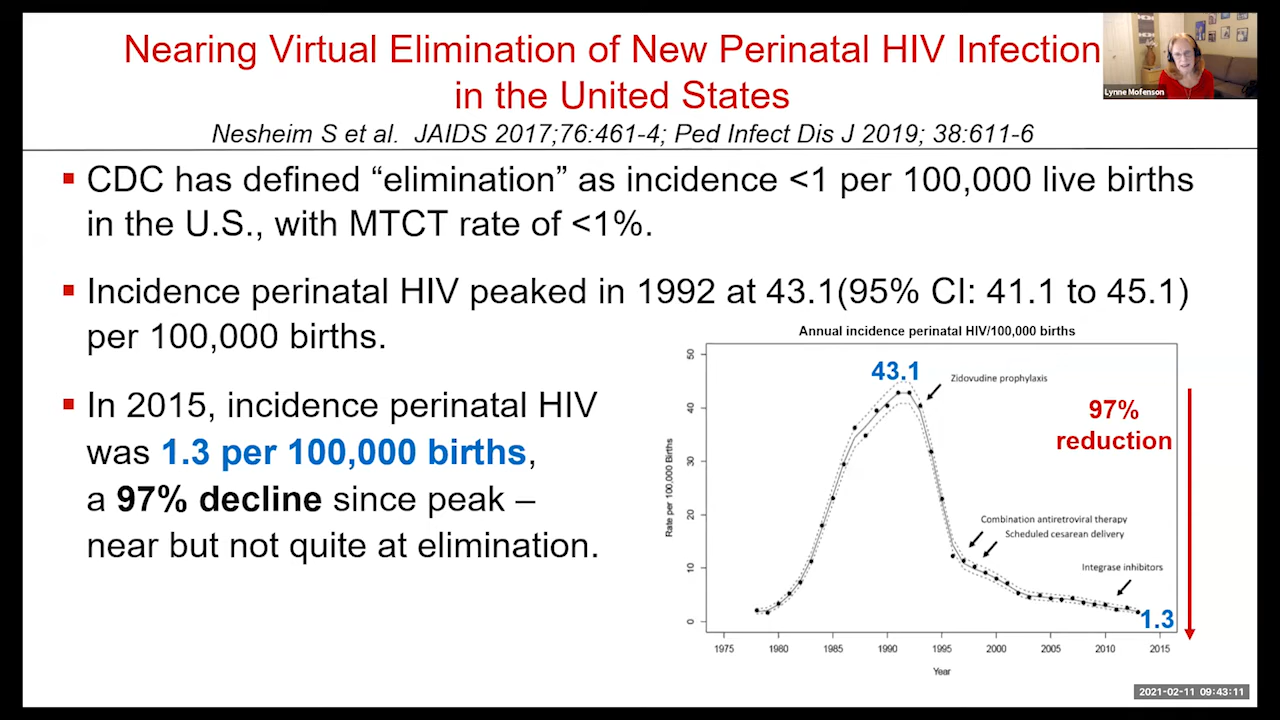 Nearing Virtual Elimination of New Perinatal HIV Infection
in the United States
Lynne Mofenson
Nesheim S et al.  JAIDS 2017;76:461-4; Ped Infect Dis J 2019; 38:611-6
▪ CDC has defined “elimination” as incidence <1 per 100,000 live births
in the U.S., with MTCT rate of <1%.
▪ Incidence perinatal HIV peaked in 1992 at 43.1(95% CI: 41.1 to 45.1)
per 100,000 births.
▪ In 2015, incidence perinatal HIV
was 1.3 per 100,000 births,
a 97% decline since peak –
near but not quite at elimination.
Annual incidence perinatal HIV/100,000 births
43.1
Zidovudine prophylaxis
97%
reduction
Combination antiretroviral therapy
Scheduled cesarean delivery
Integrase inhibitors
1.3
Rate per 100,000 Births
50
40
30
20
10
0
1975 1980 1985 1990 1995 2000 2005 2010 2015
Year
2021-02-11 09:43:11